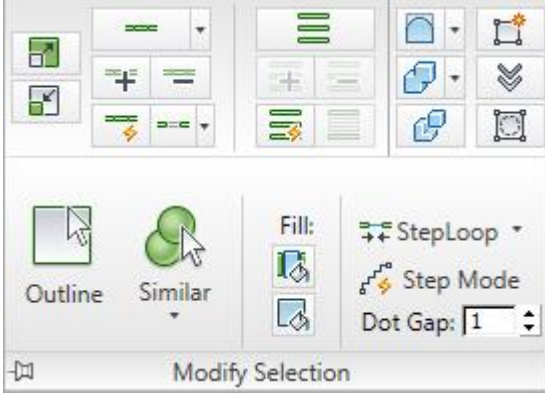 Fill:
StepLoop
Step Mode
Outline Similar
Dot Gap: 1
Modify Selection